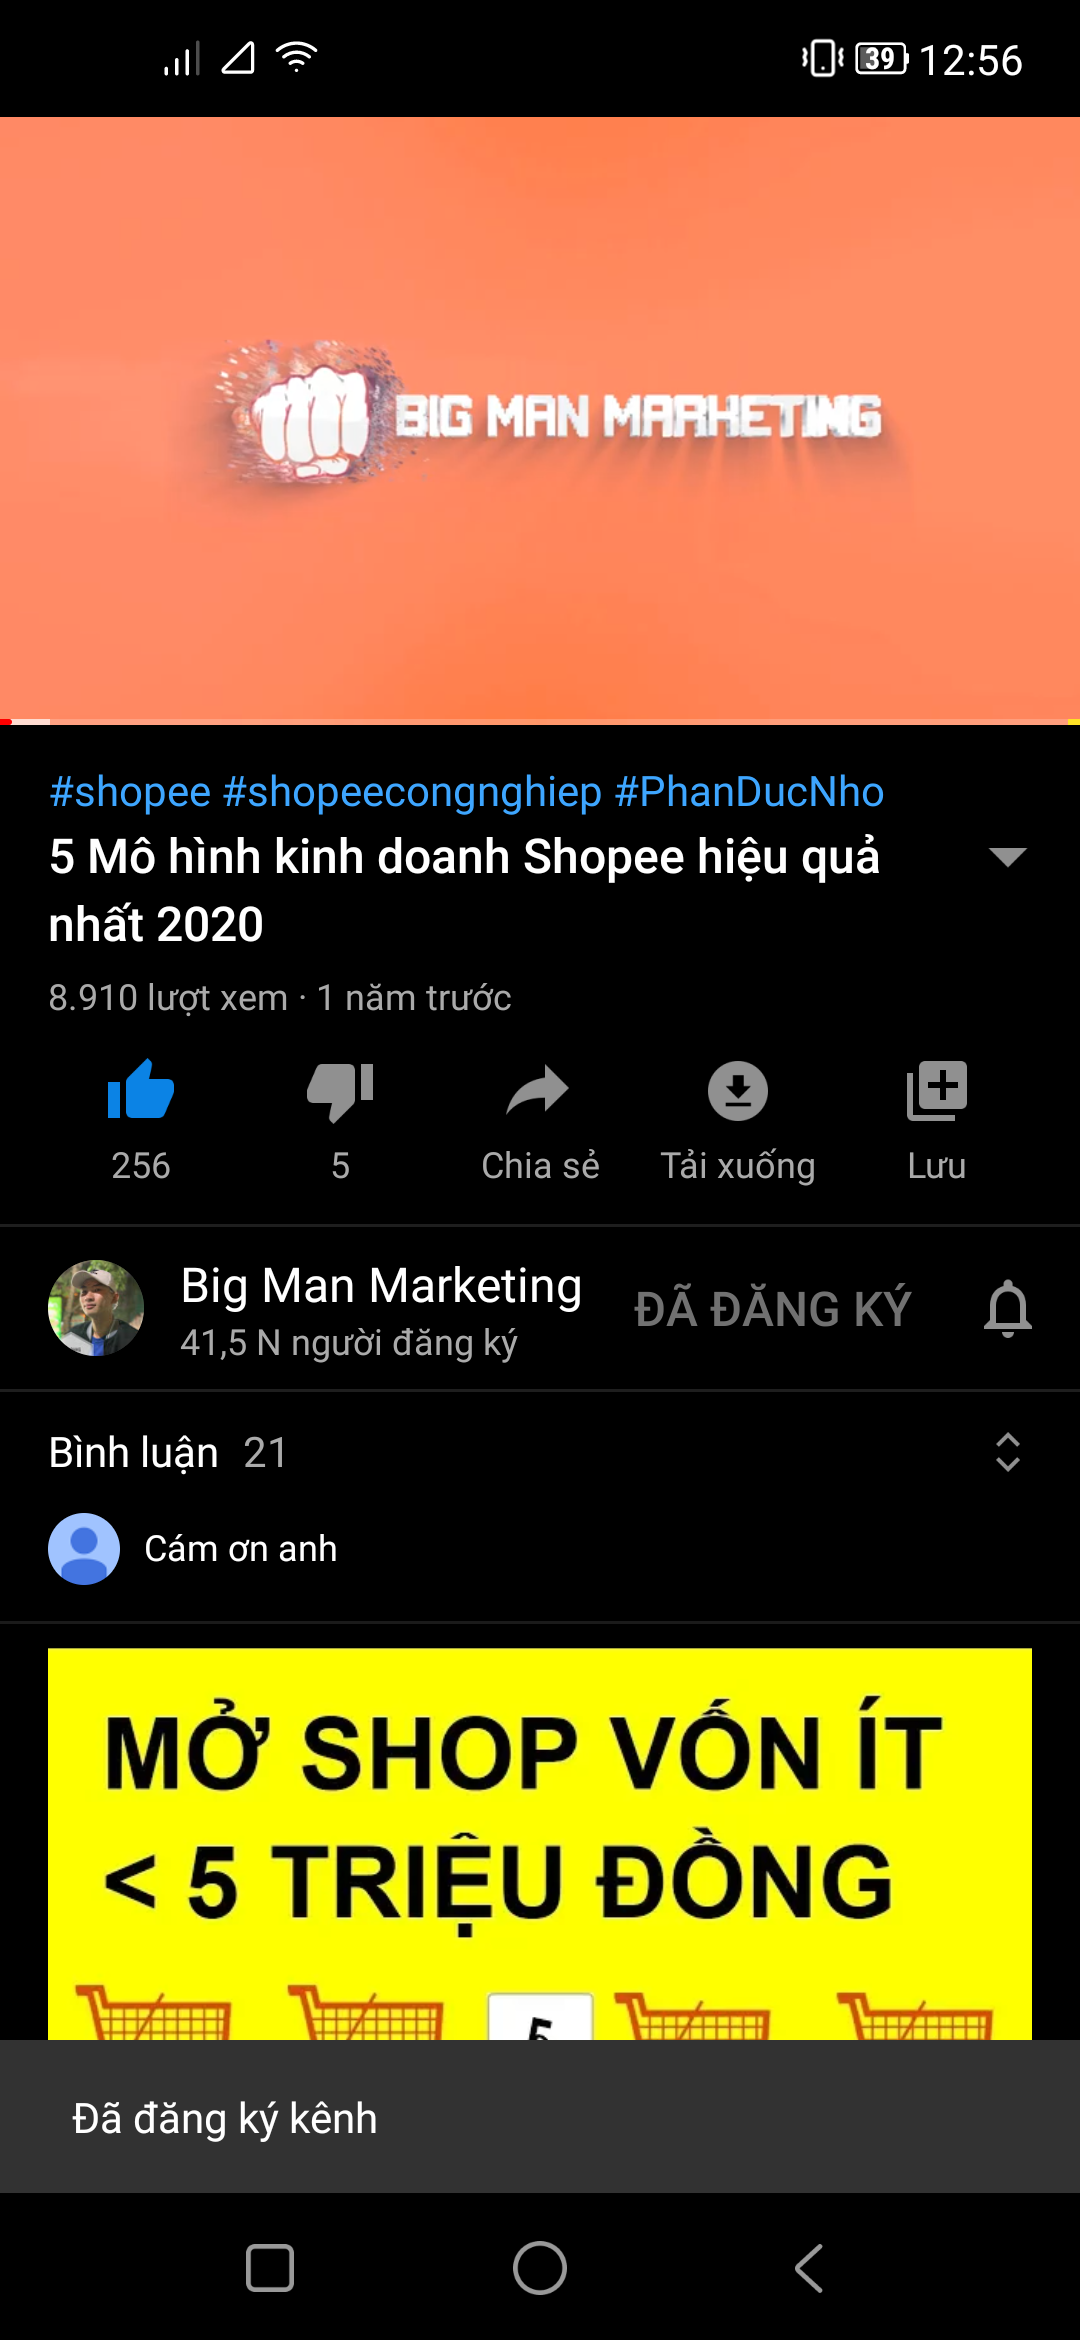 39 12:56
BIG MAN MARKETING
#shopee #shopeecongnghiep #PhanDucNho
5 Mô hình kinh doanh Shopee hiệu quả
nhất 2020
8.910 lượt xem · 1 năm trước
256 5 Chia sẻ Tải xuống Lưu
Big Man Marketing
41,5 N người đăng ký
ĐÃ ĐĂNG KÝ
Bình luận 21
Cám ơn anh
MỞ SHOP VỐN ÍT
< 5 TRIỆU ĐỒNG
5
Đã đăng ký kênh